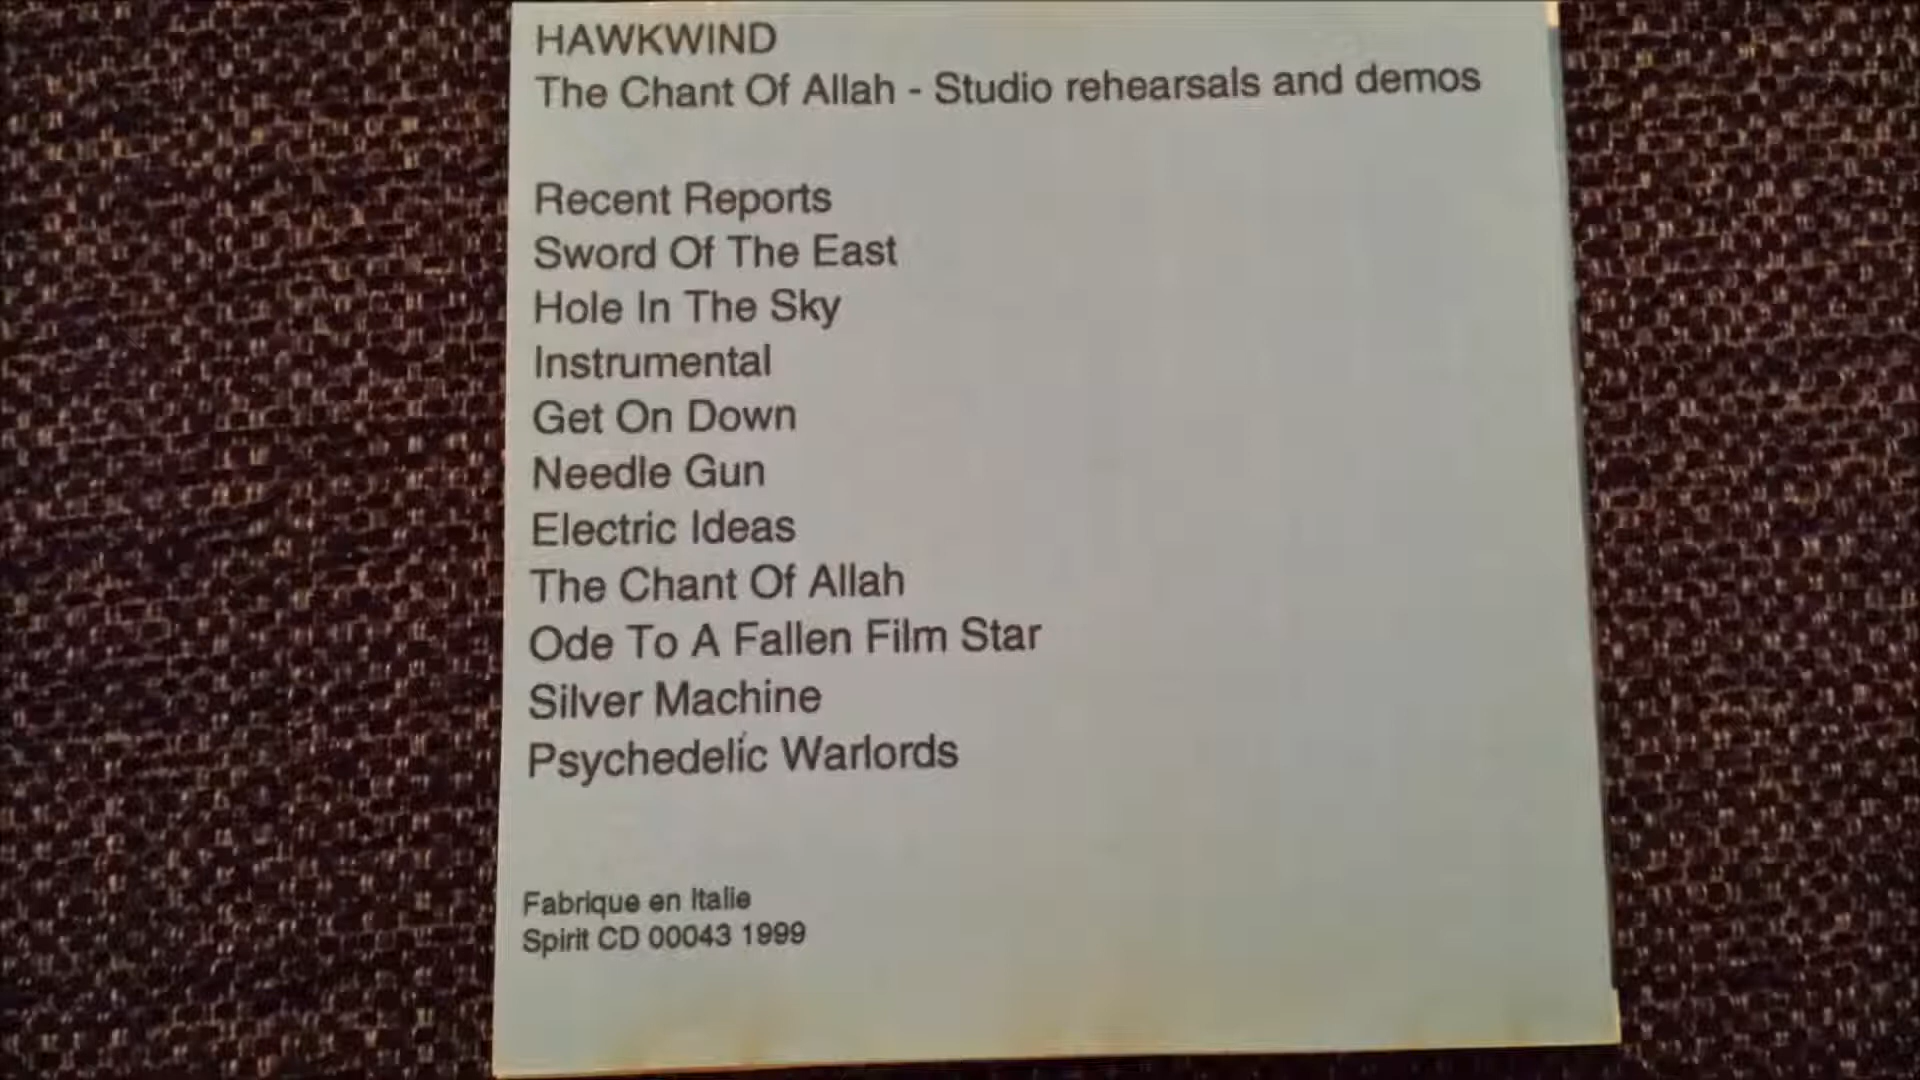 HAWKWIND
The Chant Of Allah - Studio rehearsals and demos
Recent Reports
Sword Of The East
Hole In The Sky
Instrumental
Get On Down
Needle Gun
Electric Ideas
The Chant Of Allah
Ode To A Fallen Film Star
Silver Machine
Psychedelic Warlords
Fabrique en Italie
Spirit CD 00043 1999